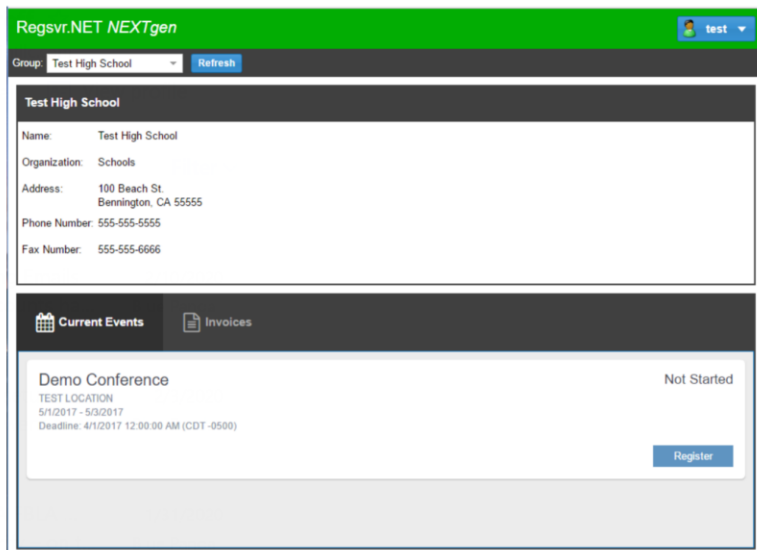 Regsvr.NET NEXTgen
test
Group: Test High School Refresh
Test High School
Name: Test High School
Organization: Schools
Address: 100 Beach St.
Bennington, CA 55555
Phone Number: 555-555-5555
Fax Number: 555-555-6666
Current Events Invoices
Demo Conference Not Started
TEST LOCATION
5/1/2017 - 5/3/2017
Deadline: 4/1/2017 12:00:00 AM (CDT -0500)
Register